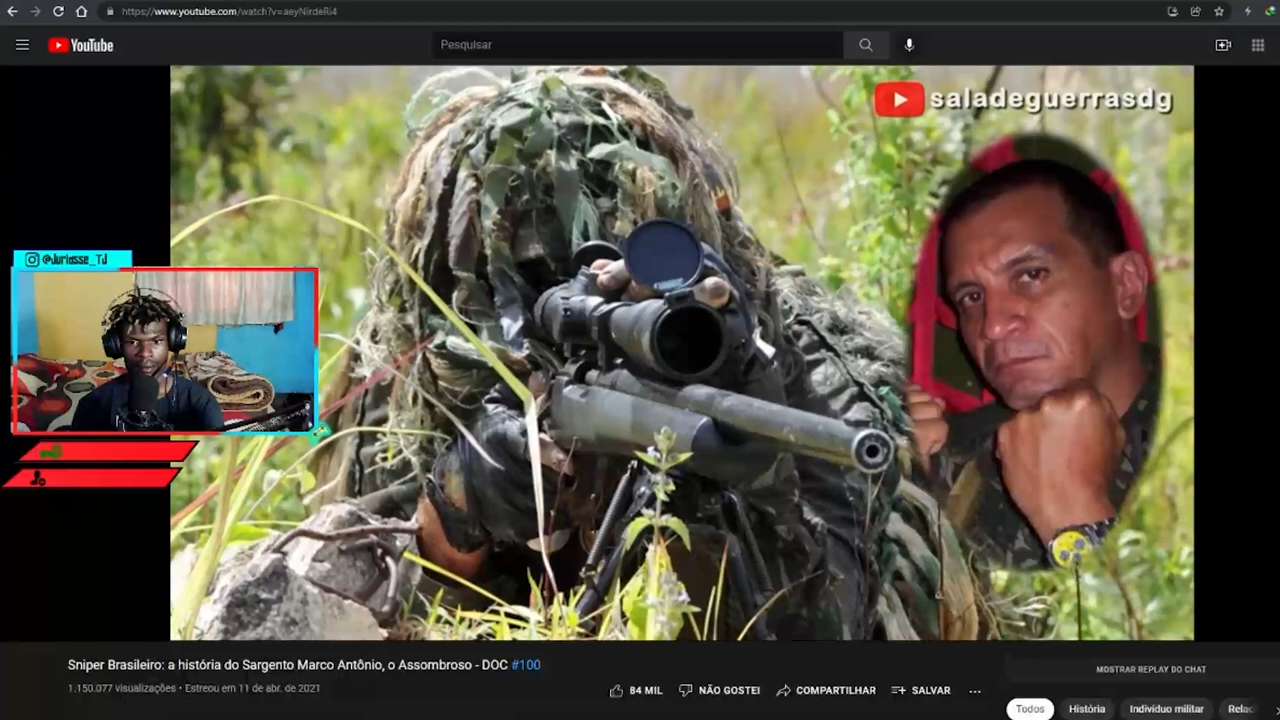 https://www.youtube.com/watch?v=aeyNirdeRi4
YouTube
Pesquisar
saladeguerrasdg
@Juriosse_TJ
Sniper Brasileiro: a história do Sargento Marco Antônio, o Assombroso - DOC #100
1.150.077 visualizações • Estreou em 11 de abr. de 2021
84 MIL
NÃO GOSTEI
COMPARTILHAR
SALVAR
MOSTRAR REPLAY DO CHAT
Todos
História
Indivíduo militar